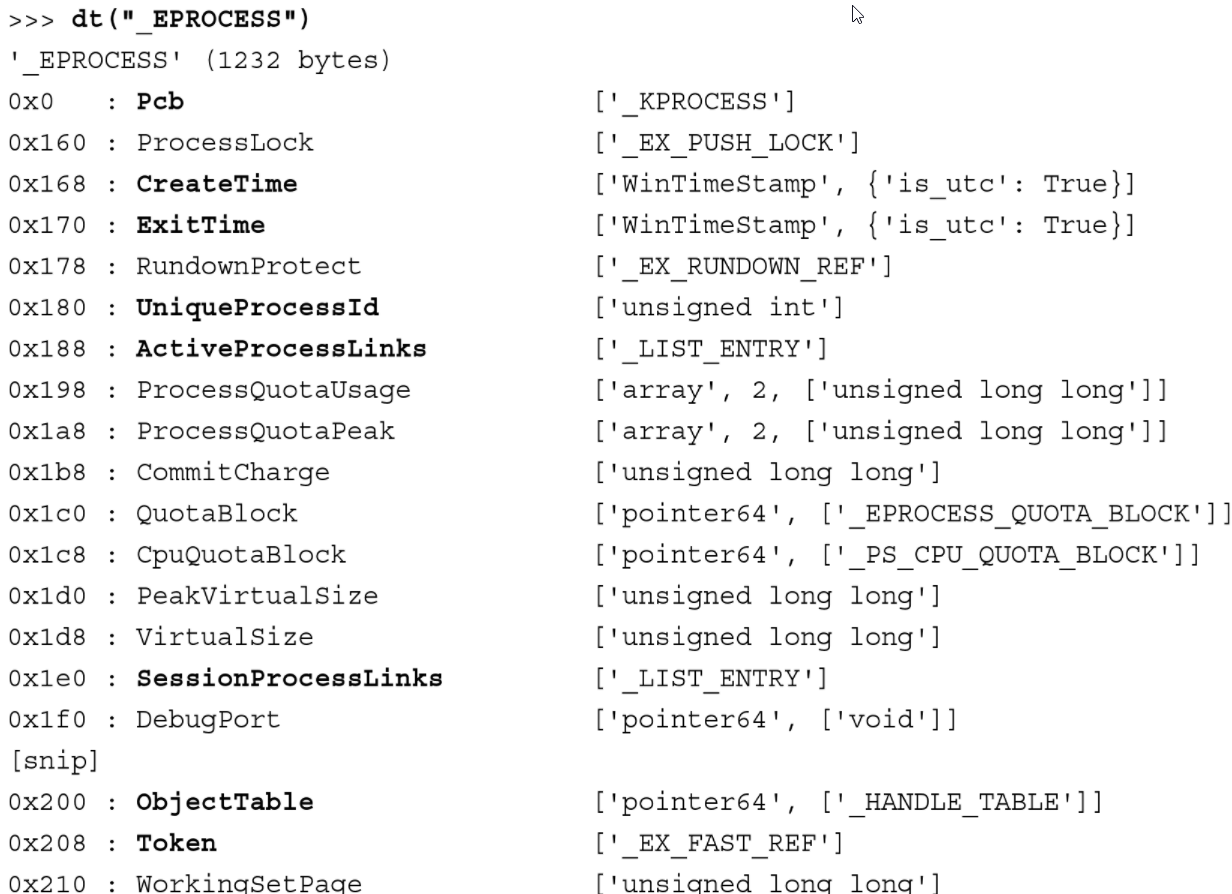 >>> dt("_EPROCESS")
'_EPROCESS' (1232 bytes)
0x0   : Pcb                            ['_KPROCESS']
0x160 : ProcessLock                    ['_EX_PUSH_LOCK']
0x168 : CreateTime                     ['WinTimeStamp', {'is_utc': True}]
0x170 : ExitTime                       ['WinTimeStamp', {'is_utc': True}]
0x178 : RundownProtect                 ['_EX_RUNDOWN_REF']
0x180 : UniqueProcessId                ['unsigned int']
0x188 : ActiveProcessLinks             ['_LIST_ENTRY']
0x198 : ProcessQuotaUsage              ['array', 2, ['unsigned long long']]
0x1a8 : ProcessQuotaPeak               ['array', 2, ['unsigned long long']]
0x1b8 : CommitCharge                   ['unsigned long long']
0x1c0 : QuotaBlock                     ['pointer64', ['_EPROCESS_QUOTA_BLOCK']]
0x1c8 : CpuQuotaBlock                  ['pointer64', ['_PS_CPU_QUOTA_BLOCK']]
0x1d0 : PeakVirtualSize                ['unsigned long long']
0x1d8 : VirtualSize                    ['unsigned long long']
0x1e0 : SessionProcessLinks            ['_LIST_ENTRY']
0x1f0 : DebugPort                      ['pointer64', ['void']]
[snip]
0x200 : ObjectTable                    ['pointer64', ['_HANDLE_TABLE']]
0x208 : Token                          ['_EX_FAST_REF']
0x210 : WorkingSetPage                 ['unsigned long long']